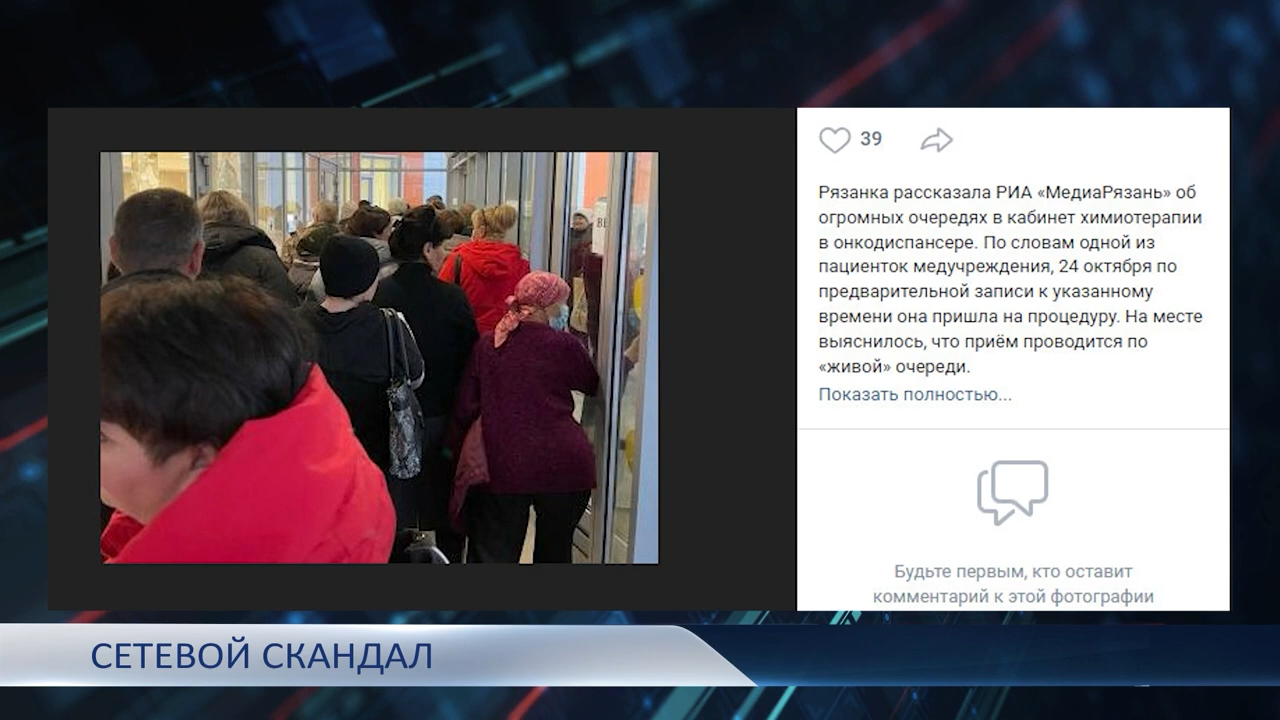 39
Рязанка рассказала РИА «МедиаРязань» об
огромных очередях в кабинет химиотерапии
в онкодиспансере. По словам одной из
пациенток медучреждения, 24 октября по
предварительной записи к указанному
времени она пришла на процедуру. На месте
выяснилось, что приём проводится по
«живой» очереди.
Показать полностью...
Будьте первым, кто оставит
комментарий к этой фотографии
СЕТЕВОЙ СКАНДАЛ